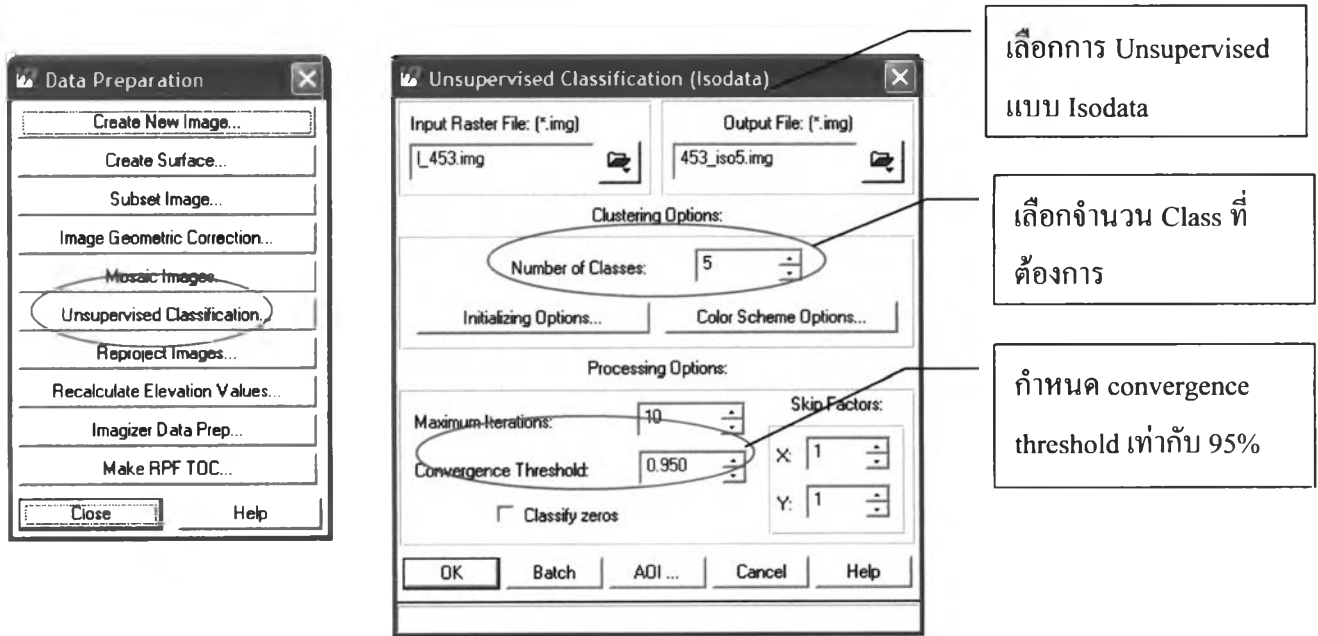 Data Preparation
Create New Image...
Create Surface...
Subset Image...
Image Geometric Correction...
Mosaic Images...
Unsupervised Classification...
Reproject Images...
Recalculate Elevation Values...
Imagizer Data Prep...
Make RPF TOC...
Close Help
Unsupervised Classification (Isodata)
Input Raster File: (*.img) Output File: (*.img)
l_453.img 453_iso5.img
Clustering Options:
Number of Classes: 5
Initializing Options... Color Scheme Options...
Processing Options:
Maximum Iterations: 10 Skip Factors:
Convergence Threshold: 0.950 X: 1
Y: 1
Classify zeros
OK Batch AOI ... Cancel Help
เลือกการ Unsupervised
แบบ Isodata
เลือกจำนวน Class ที่
ต้องการ
กำหนด convergence
threshold เท่ากับ 95%